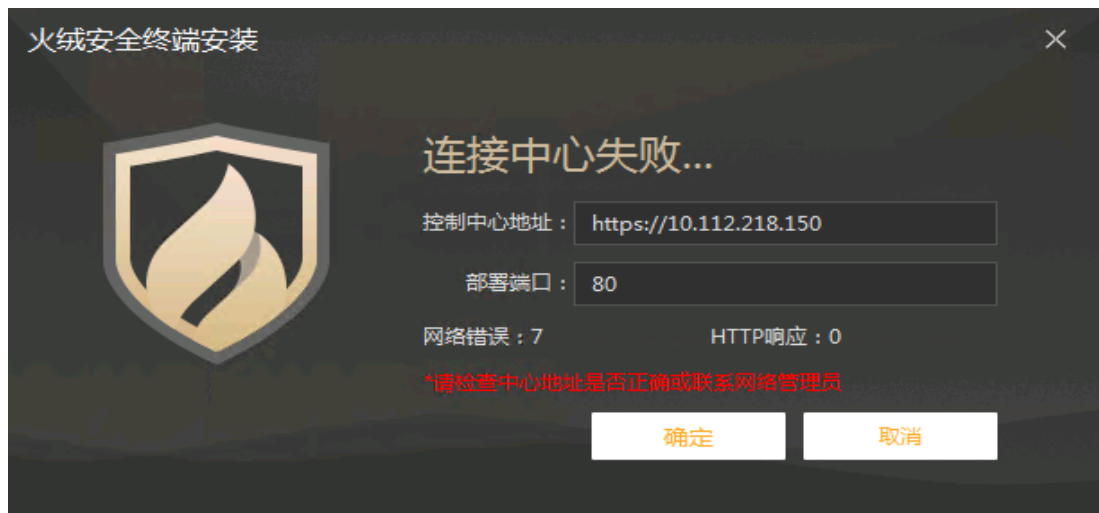 火绒安全终端安装
连接中心失败...
控制中心地址：https://10.112.218.150
部署端口：80
网络错误：7 HTTP响应：0
*请检查中心地址是否正确或联系网络管理员
确定 取消